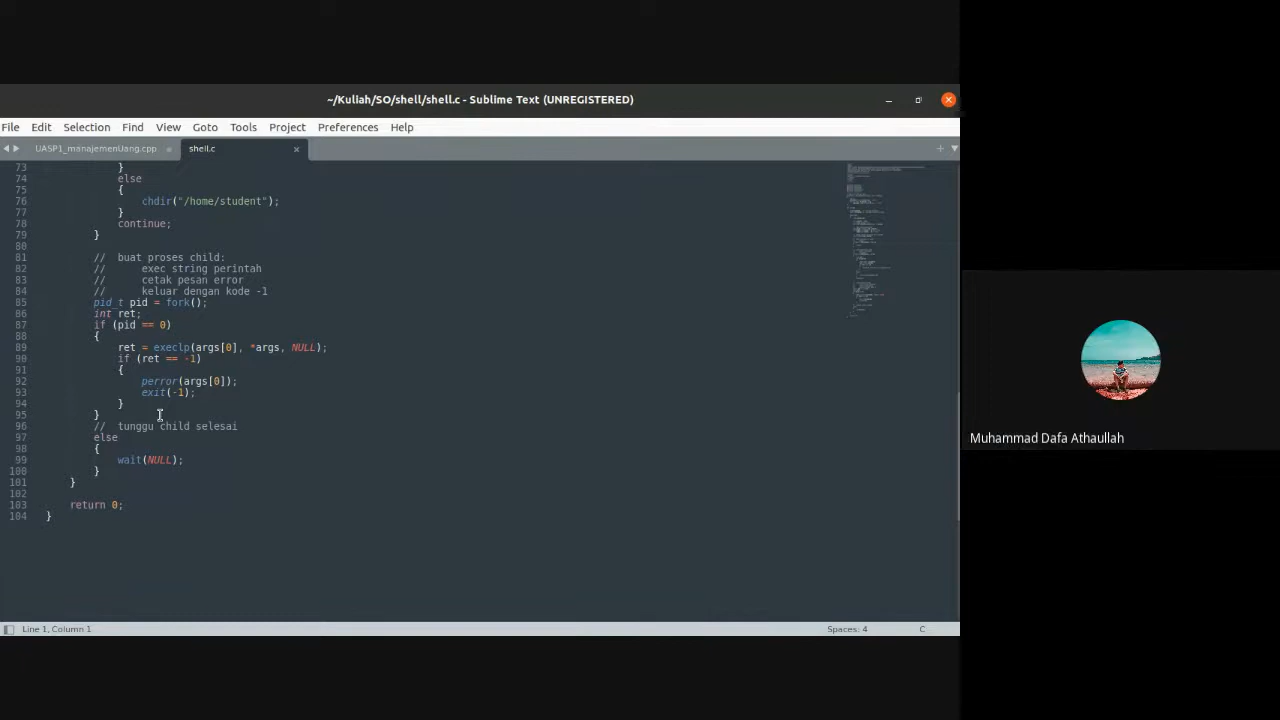 ~/Kuliah/SO/shell/shell.c - Sublime Text (UNREGISTERED)
File Edit Selection Find View Goto Tools Project Preferences Help
UASP1_manajemenUang.cpp shell.c
73 }
74 else
75 {
76 chdir("/home/student");
77 }
78 continue;
79 }
80
81 // buat proses child:
82 // exec string perintah
83 // cetak pesan error
84 // keluar dengan kode -1
85 pid_t pid = fork();
86 int ret;
87 if (pid == 0)
88 {
89 ret = execlp(args[0], *args, NULL);
90 if (ret == -1)
91 {
92 perror(args[0]);
93 exit(-1);
94 }
95 }
96 // tunggu child selesai
97 else
98 {
99 wait(NULL);
100 }
101 }
102
103 return 0;
104 }
Muhammad Dafa Athaullah
Line 1, Column 1 Spaces: 4 C